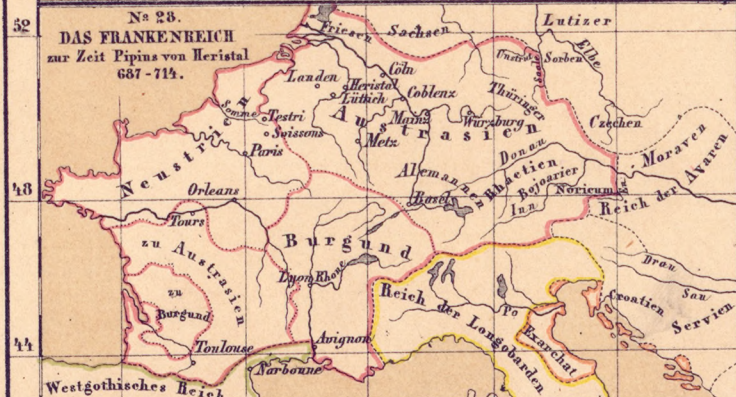 No. 28.
DAS FRANKENREICH
zur Zeit Pipins von Heristal
687-714.
52
48
44
Friesen
Sachsen
Lutizer
Elbe
Unstrut
Saale
Sorben
Landen
Cöln
Heristal
Lüttich
Coblenz
Thüringer
Somme
Testri
Soissons
Austrasien
Mainz
Würzburg
Czechen
Neustrien
Paris
Metz
Donau
Moraven
Alemannen
Rhaetien
Bojoarier
Noricum
Reich der Avaren
Orleans
Basel
Inn
Tours
zu Austrasien
Burgund
Drau
zu
Burgund
Lyon
Rhone
Reich der Longobarden
Po
Croatien
Sau
Servien
Exarchat
Toulouse
Avignon
Narbonne
Westgothisches Reich